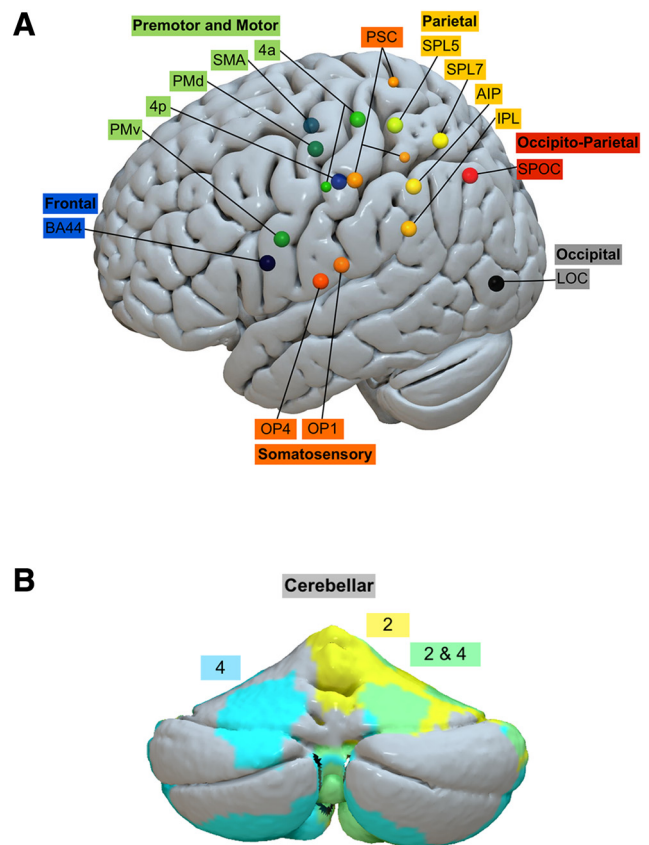 A
Premotor and Motor
Parietal
4a
PSC
SPL5
SMA
SPL7
PMd
AIP
4p
IPL
PMv
Occipito-Parietal
SPOC
Frontal
BA44
Occipital
LOC
OP4
OP1
Somatosensory
B
Cerebellar
2
4
2 & 4